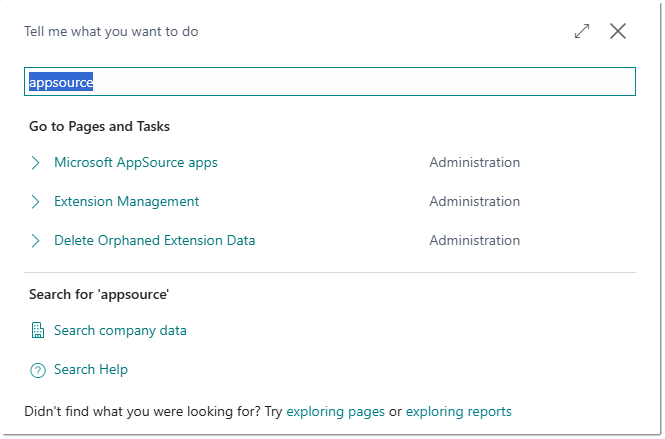 Tell me what you want to do
appsource
Go to Pages and Tasks
Microsoft AppSource apps Administration
Extension Management Administration
Delete Orphaned Extension Data Administration
Search for 'appsource'
Search company data
Search Help
Didn't find what you were looking for? Try exploring pages or exploring reports